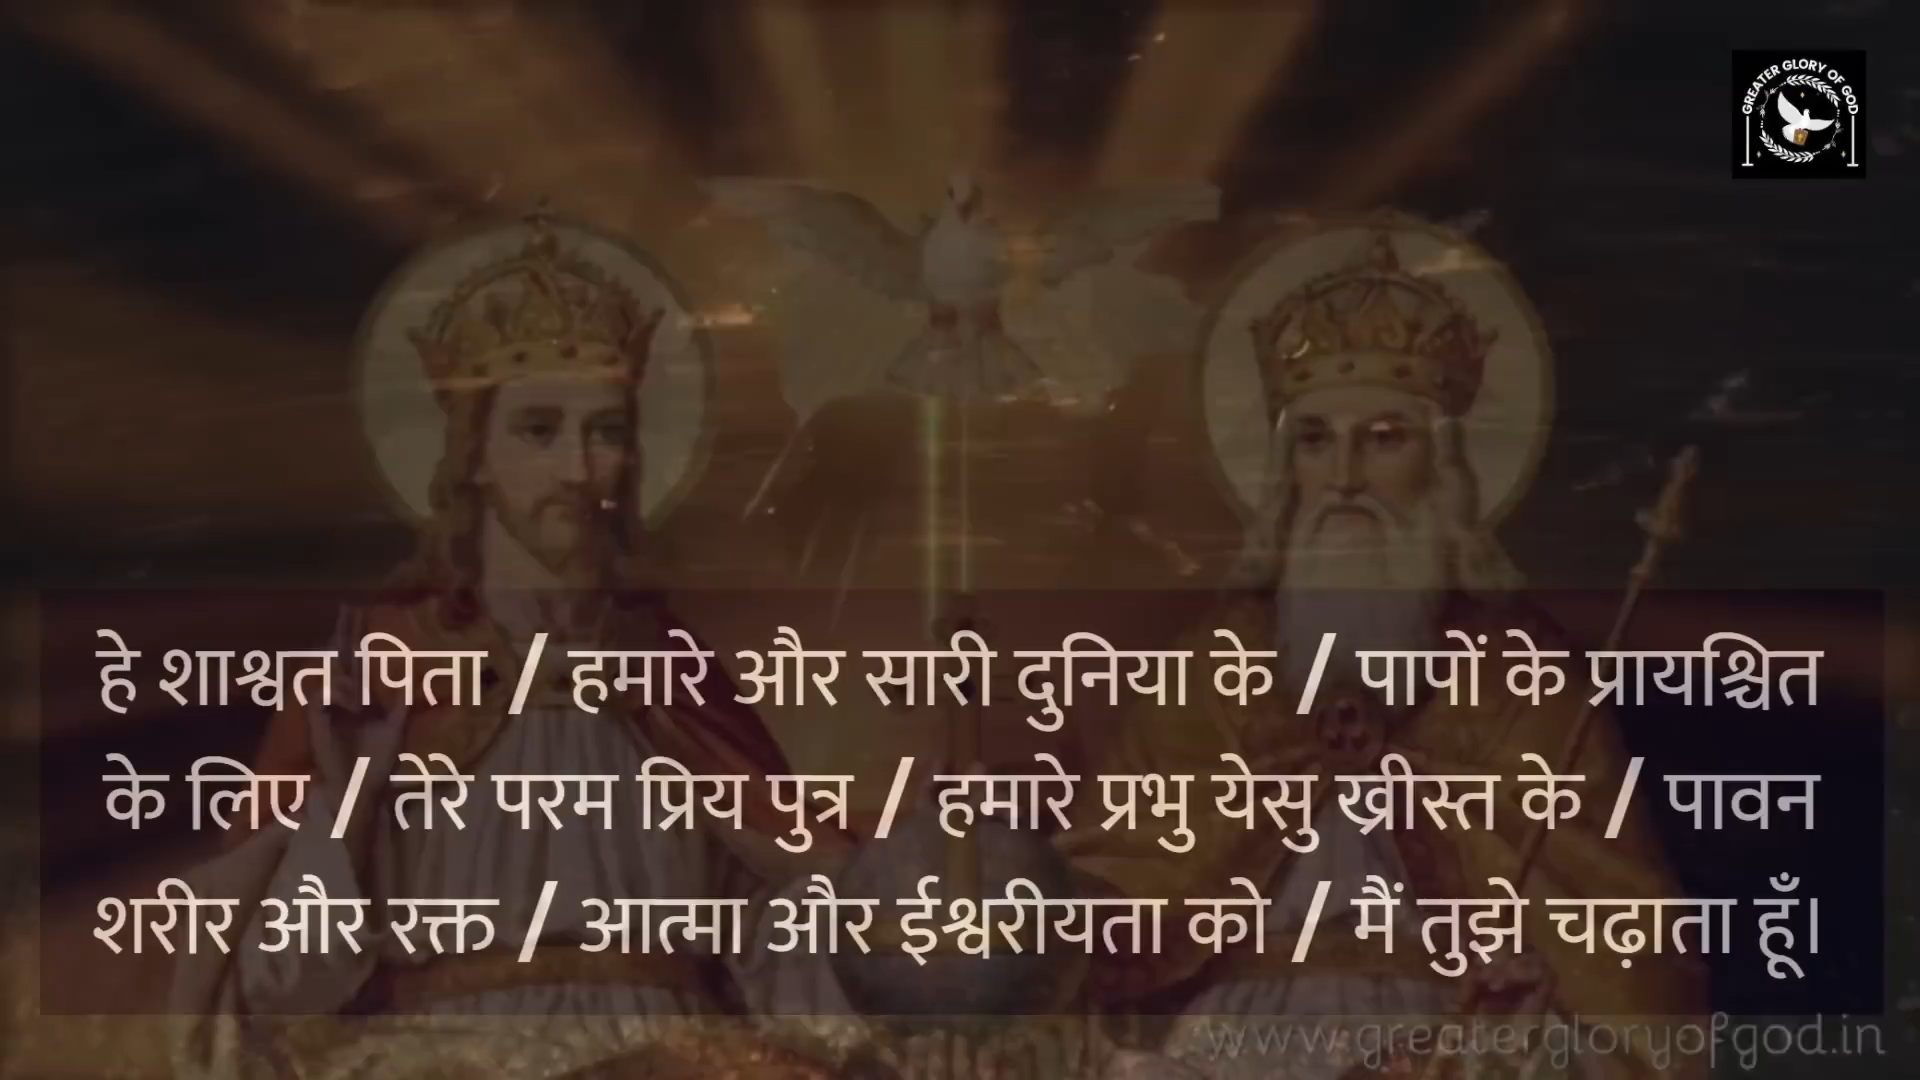 GREATER GLORY OF GOD
हे शाश्वत पिता / हमारे और सारी दुनिया के / पापों के प्रायश्चित
के लिए / तेरे परम प्रिय पुत्र / हमारे प्रभु येसु ख्रीस्त के / पावन
शरीर और रक्त / आत्मा और ईश्वरीयता को / मैं तुझे चढ़ाता हूँ।
www.greatergloryofgod.in